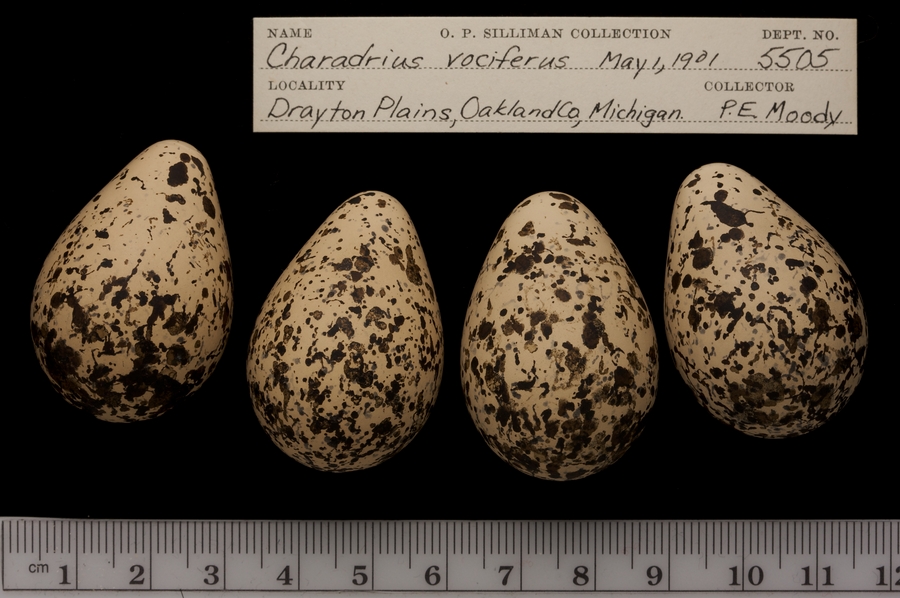 NAME O. P. SILLIMAN COLLECTION DEPT. NO.
Charadrius vociferus May 1, 1901 5505
LOCALITY COLLECTOR
Drayton Plains, Oakland Co, Michigan. P.E. Moody
cm 1 2 3 4 5 6 7 8 9 10 11 12